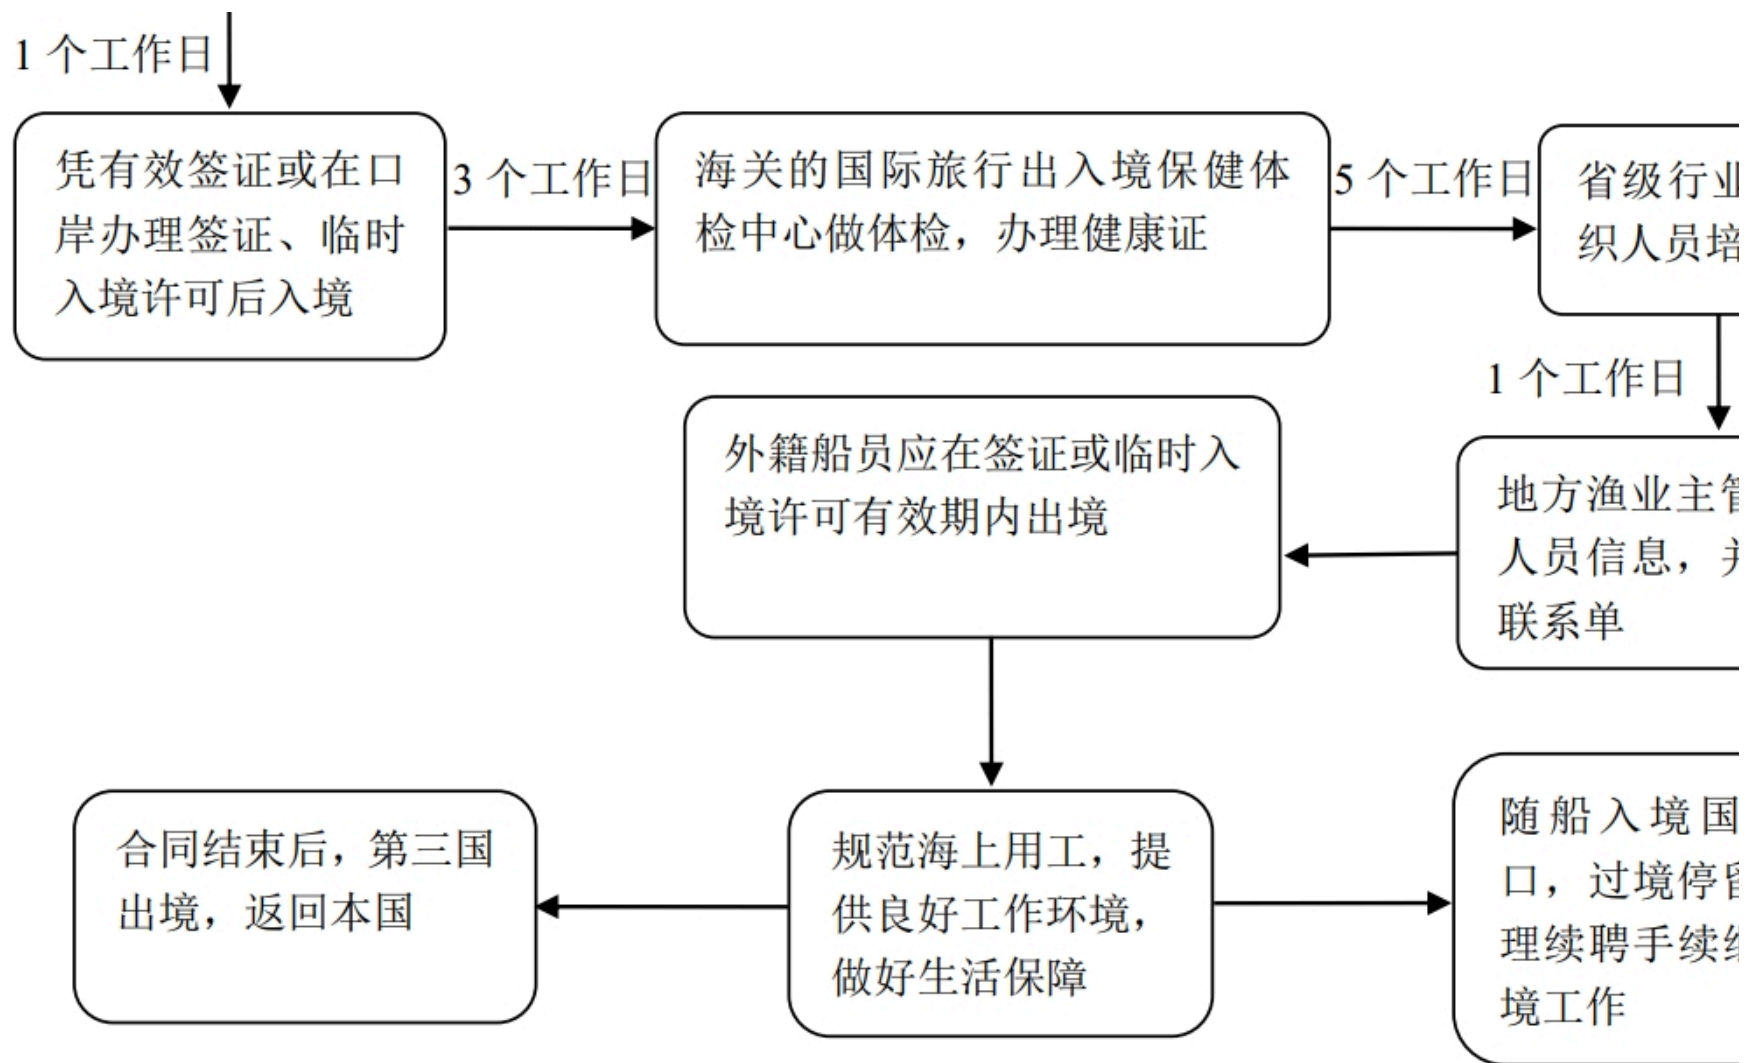 1 个工作日
凭有效签证或在口
岸办理签证、临时
入境许可后入境
3 个工作日
海关的国际旅行出入境保健体
检中心做体检，办理健康证
5 个工作日
省级行业
织人员培
1 个工作日
地方渔业主管
人员信息，并
联系单
外籍船员应在签证或临时入
境许可有效期内出境
规范海上用工，提
供良好工作环境，
做好生活保障
合同结束后，第三国
出境，返回本国
随船入境国
口，过境停留
理续聘手续继
境工作